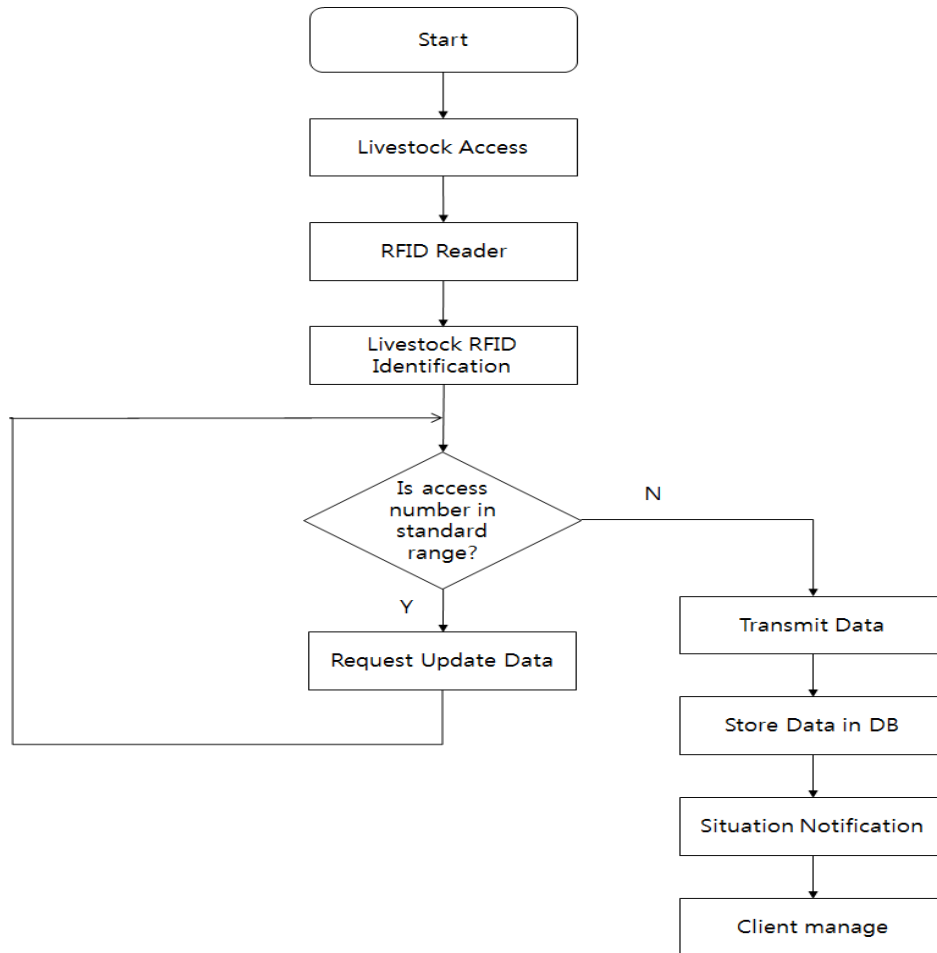 Start
Livestock Access
RFID Reader
Livestock RFID
Identification
Is access
number in
standard
range?
N
Y
Request Update Data
Transmit Data
Store Data in DB
Situation Notification
Client manage